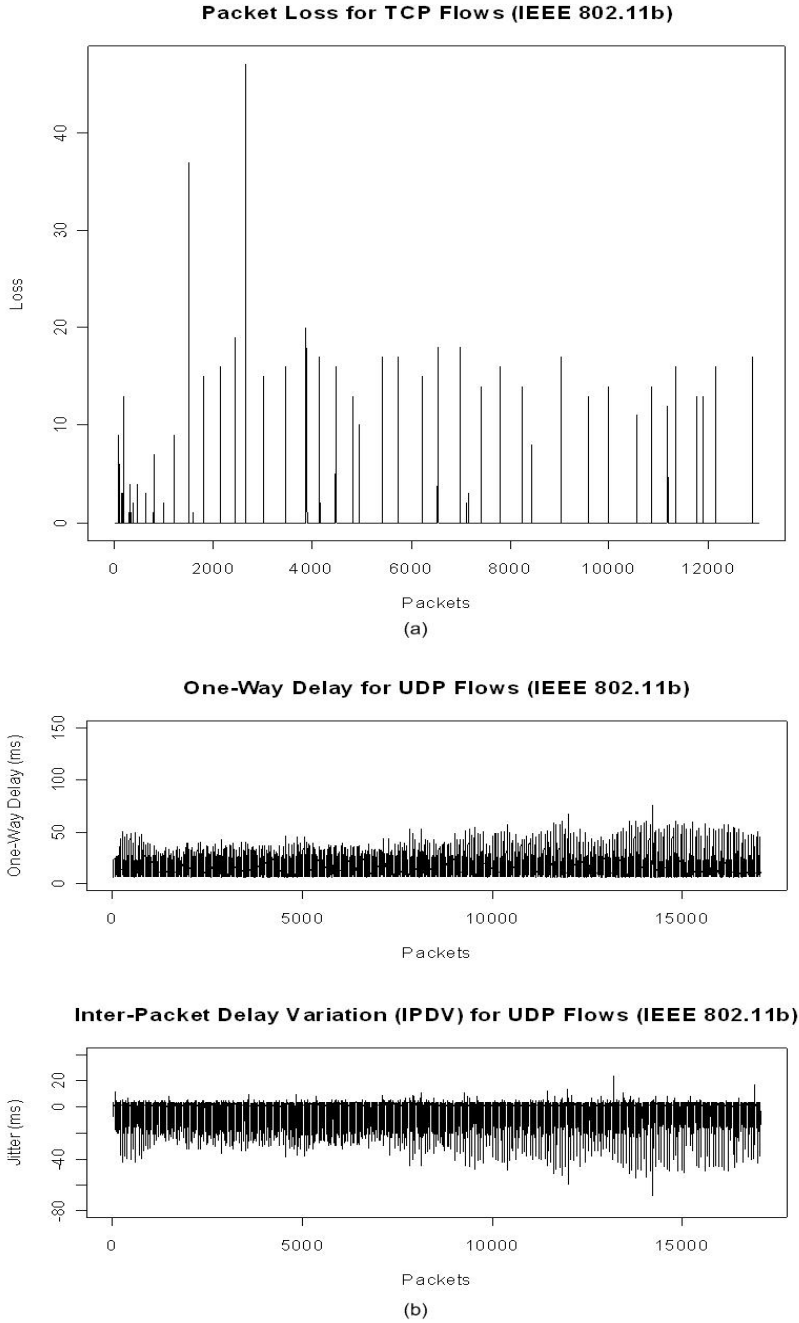 Packet Loss for TCP Flows (IEEE 802.11b)
40
30
20
10
0
Loss
0 2000 4000 6000 8000 10000 12000
Packets
(a)
One-Way Delay for UDP Flows (IEEE 802.11b)
150
100
50
0
One-Way Delay (ms)
0 5000 10000 15000
Packets
Inter-Packet Delay Variation (IPDV) for UDP Flows (IEEE 802.11b)
20
0
40
-80
Jitter (ms)
0 5000 10000 15000
Packets
(b)